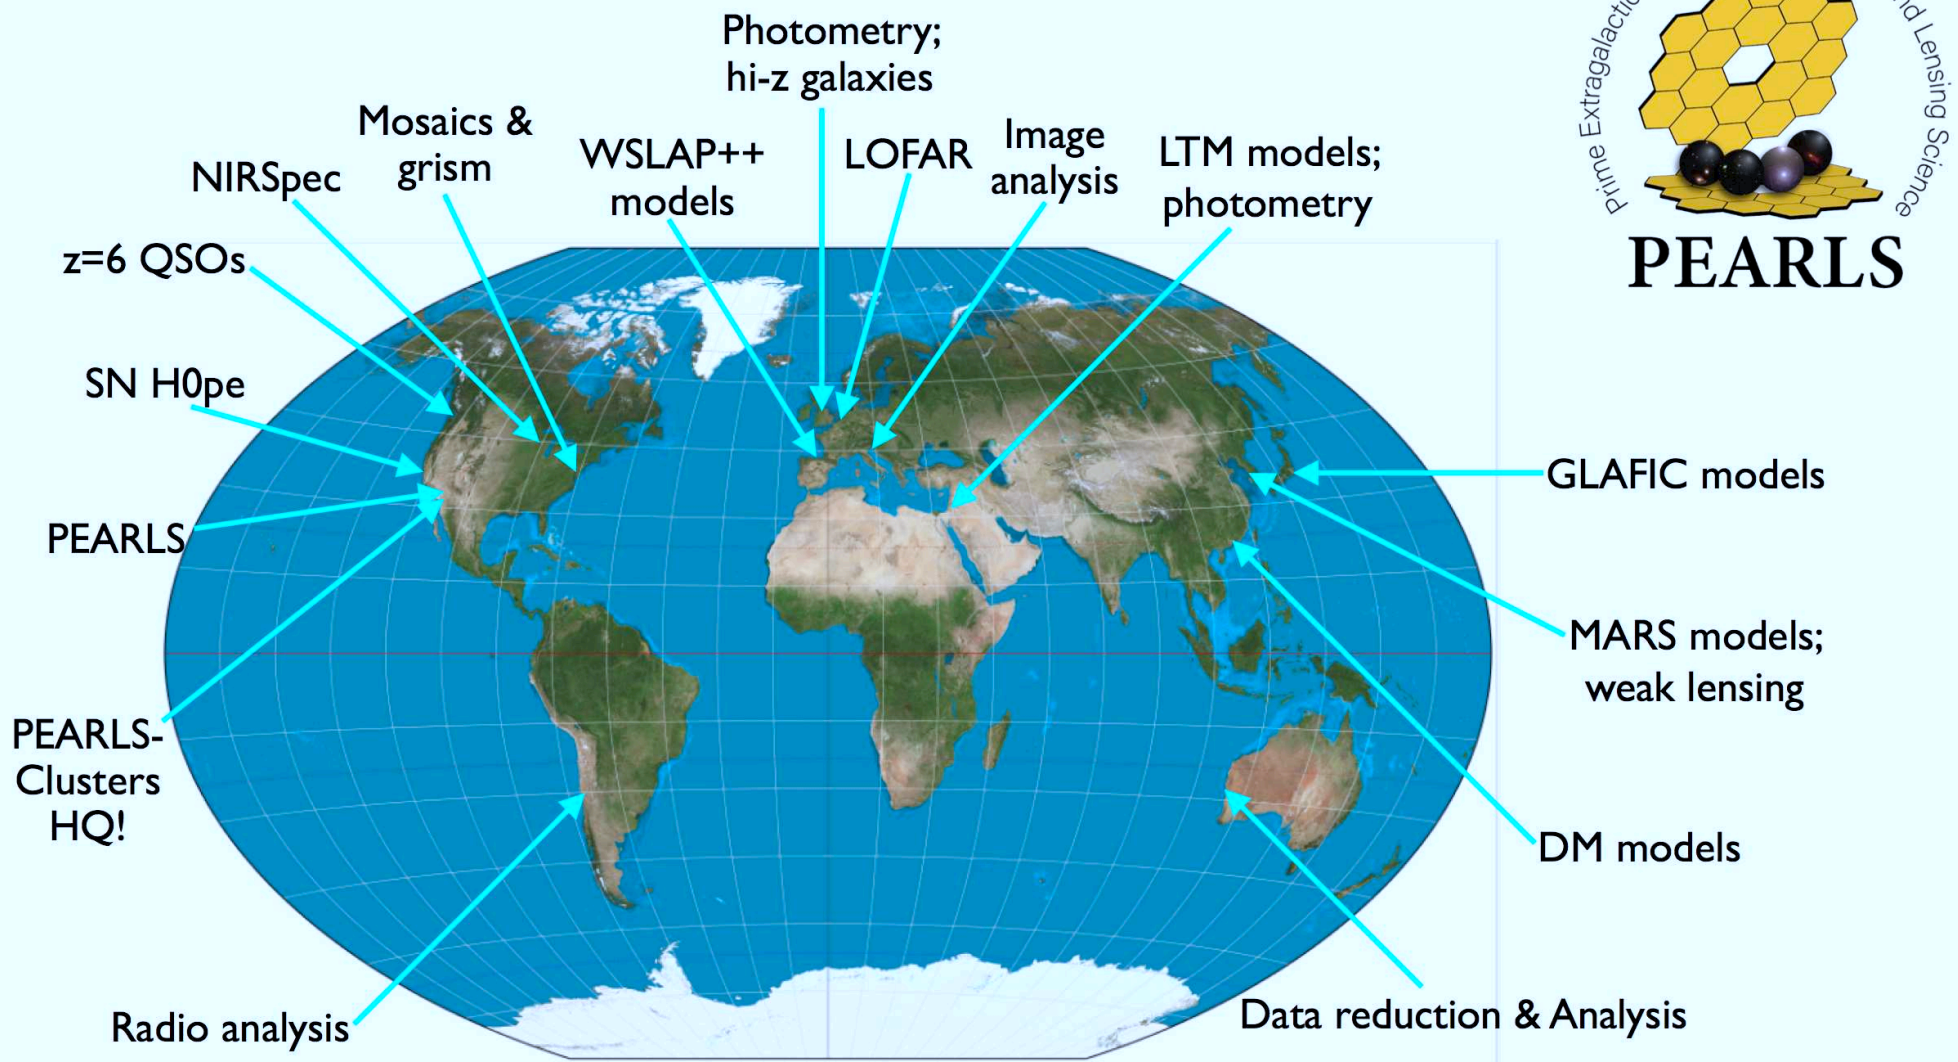 Photometry;
hi-z galaxies
Mosaics &
grism
NIRSpec
WSLAP++
models
LOFAR
Image
analysis
LTM models;
photometry
Prime Extragalactic
nd Lensing Science
PEARLS
z=6 QSOs
SN H0pe
PEARLS
PEARLS-
Clusters
HQ!
Radio analysis
GLAFIC models
MARS models;
weak lensing
DM models
Data reduction & Analysis